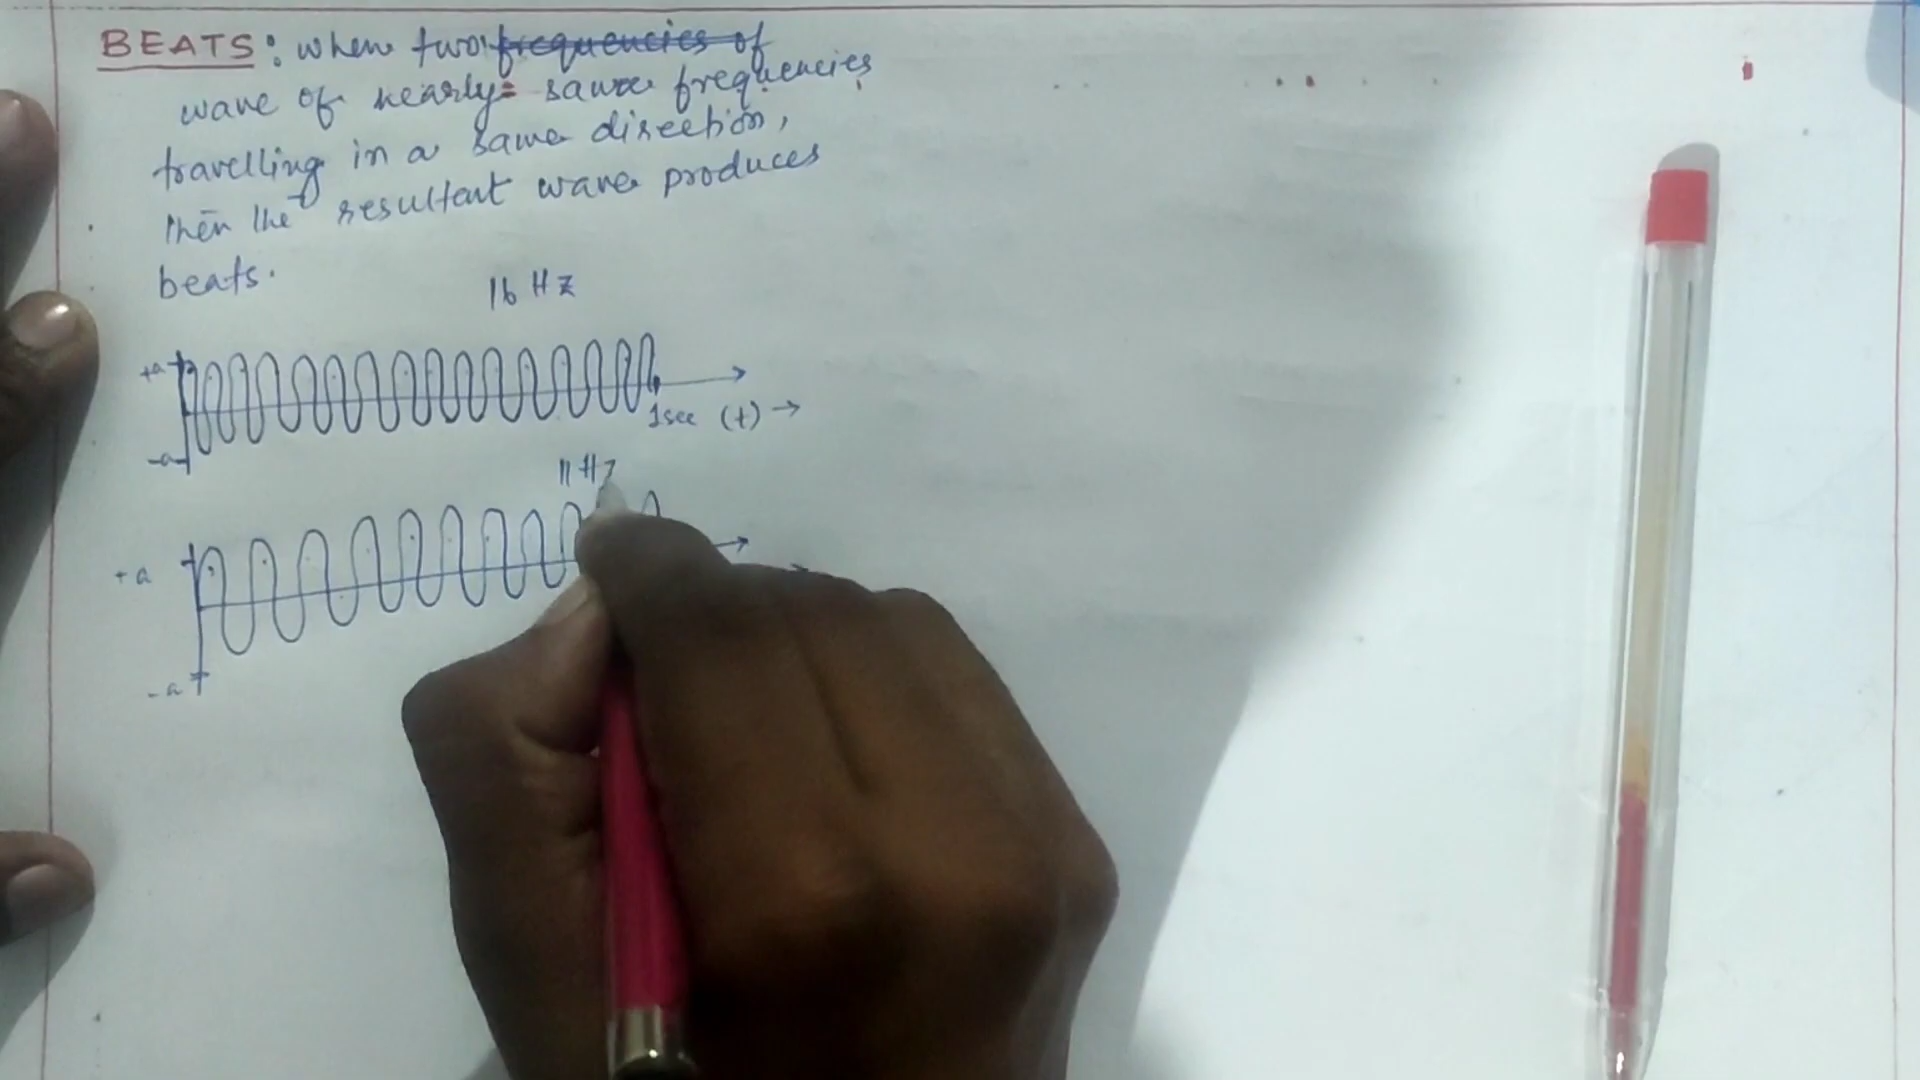 BEATS: when two frequencies of
wave of nearly same frequencies
travelling in a same direction,
then the resultant wave produces
beats.
16 Hz
+a
-a
1sec (t) →
11 Hz
+a
-a